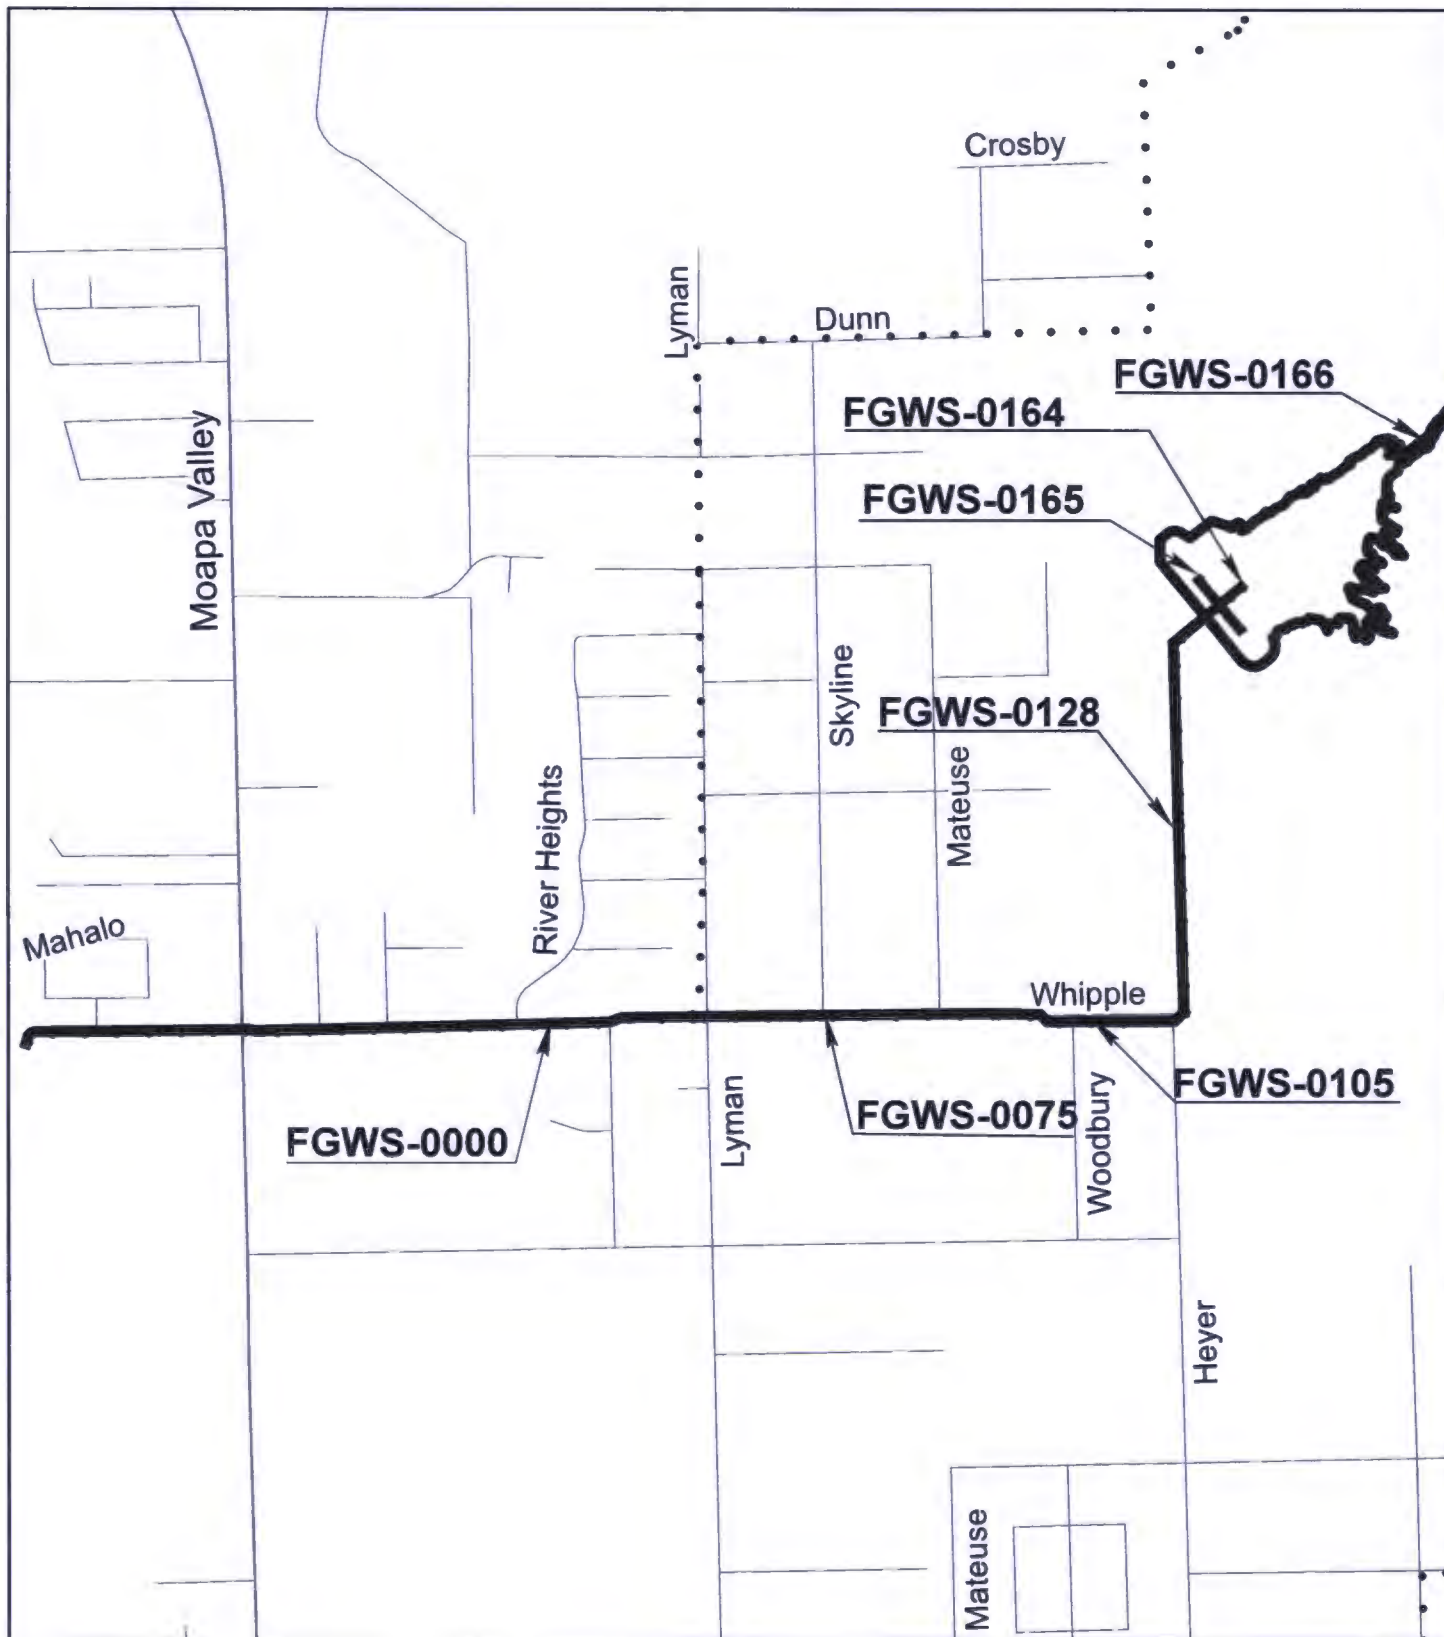 Crosby
Lyman
Dunn
FGWS-0166
FGWS-0164
FGWS-0165
Moapa Valley
Skyline
FGWS-0128
River Heights
Mateuse
Mahalo
Whipple
FGWS-0105
FGWS-0075
FGWS-0000
Lyman
Woodbury
Heyer
Mateuse